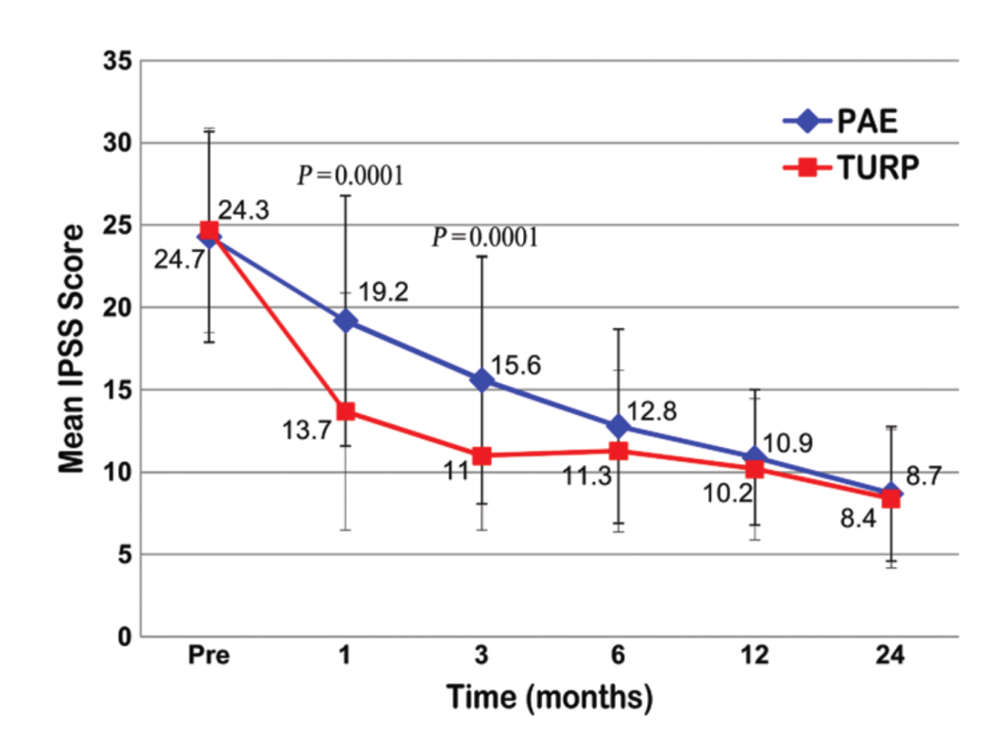 35
PAE
30
TURP
P=0.0001
24.3
25
P=0.0001
24.7
19.2
20
15.6
15
12.8
13.7
10.9
11
11.3
10
10.2
8.7
8.4
5
0
Pre 1 3 6 12 24
Time (months)
Mean IPSS Score